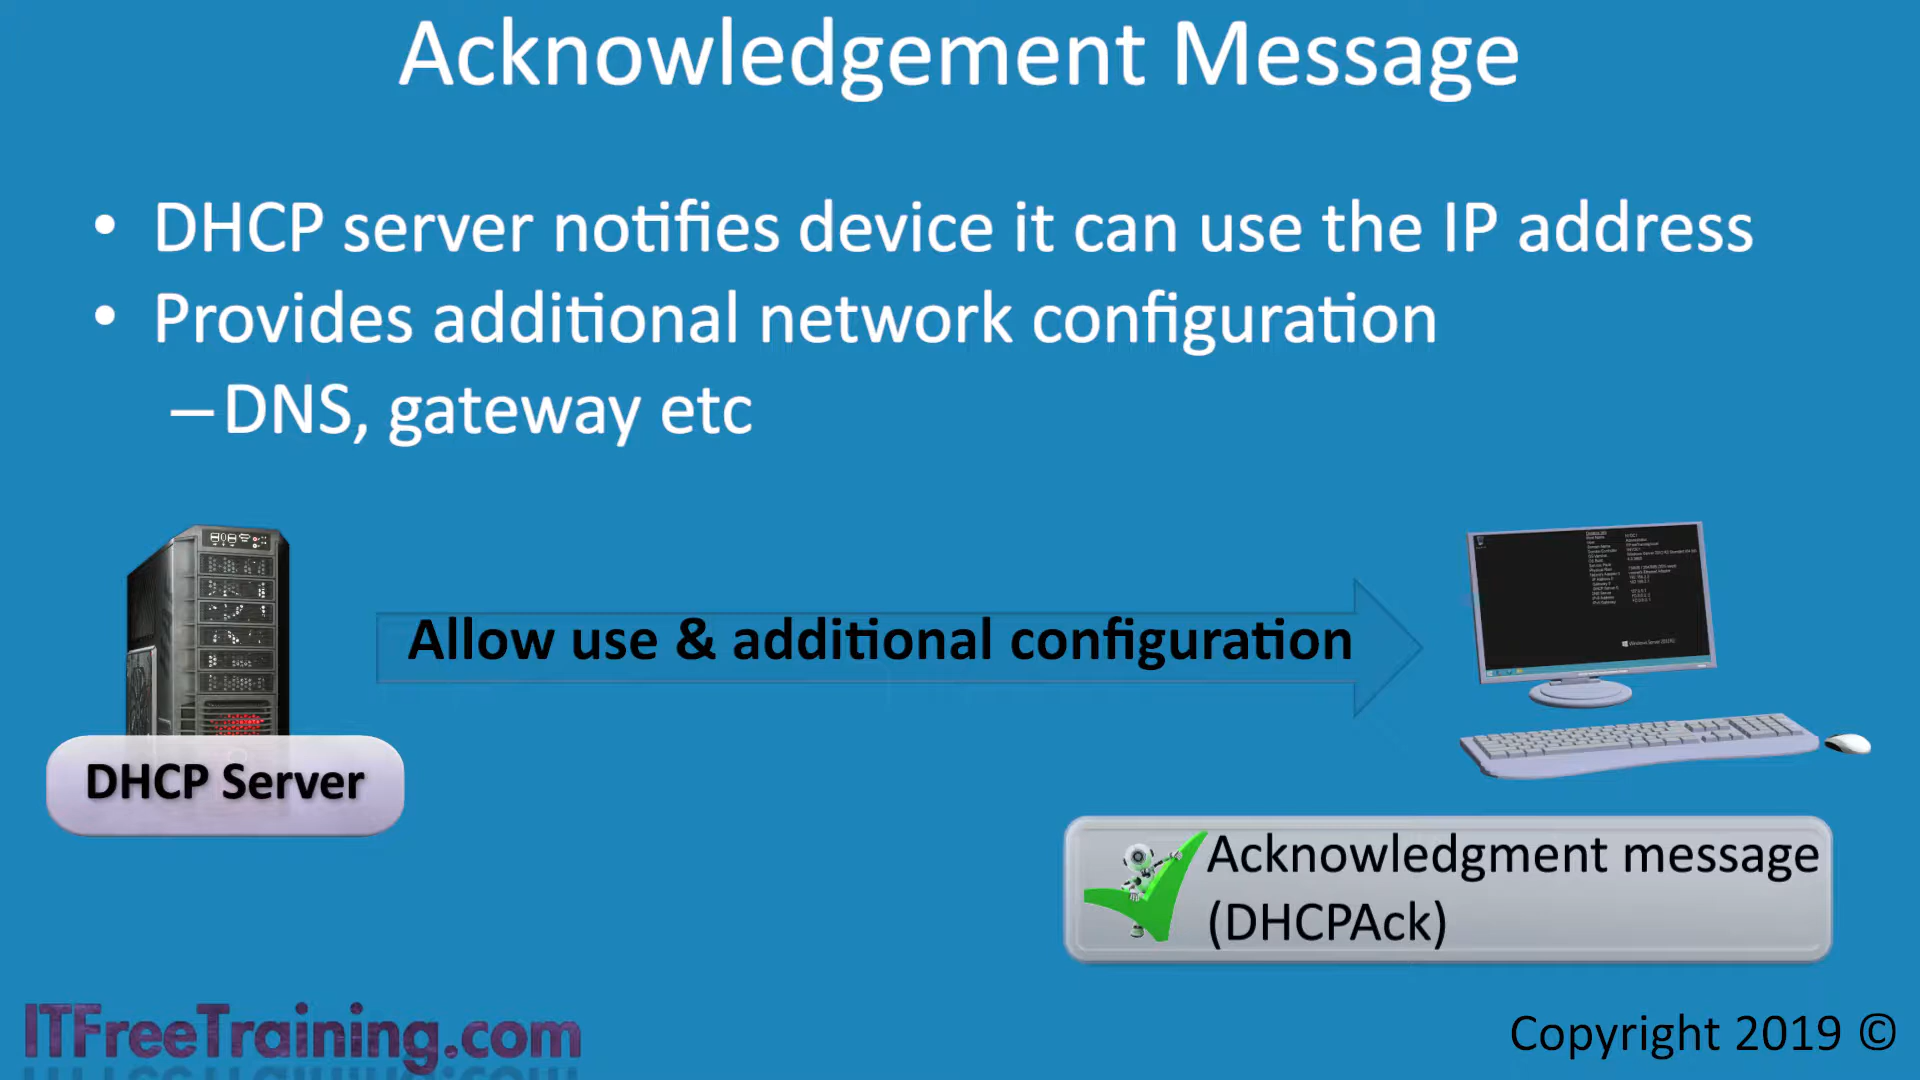 Acknowledgement Message
• DHCP server notifies device it can use the IP address
• Provides additional network configuration
–DNS, gateway etc
Allow use & additional configuration
DHCP Server
Acknowledgment message
(DHCPAck)
ITFreeTraining.com
Copyright 2019 ©